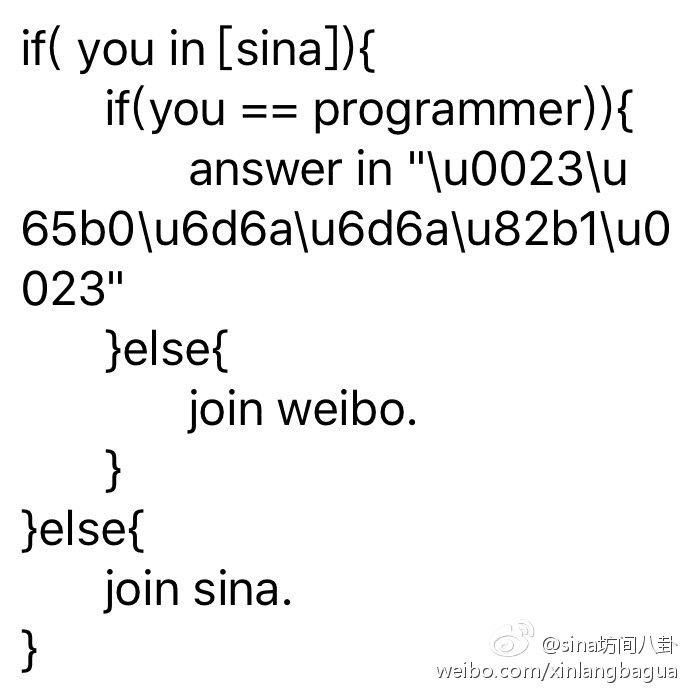 if( you in [sina]){
if(you == programmer)){
answer in "\u0023\u
65b0\u6d6a\u6d6a\u82b1\u0
023"
}else{
join weibo.
}
}else{
join sina.
}
@sina坊间八卦
weibo.com/xinlangbagua